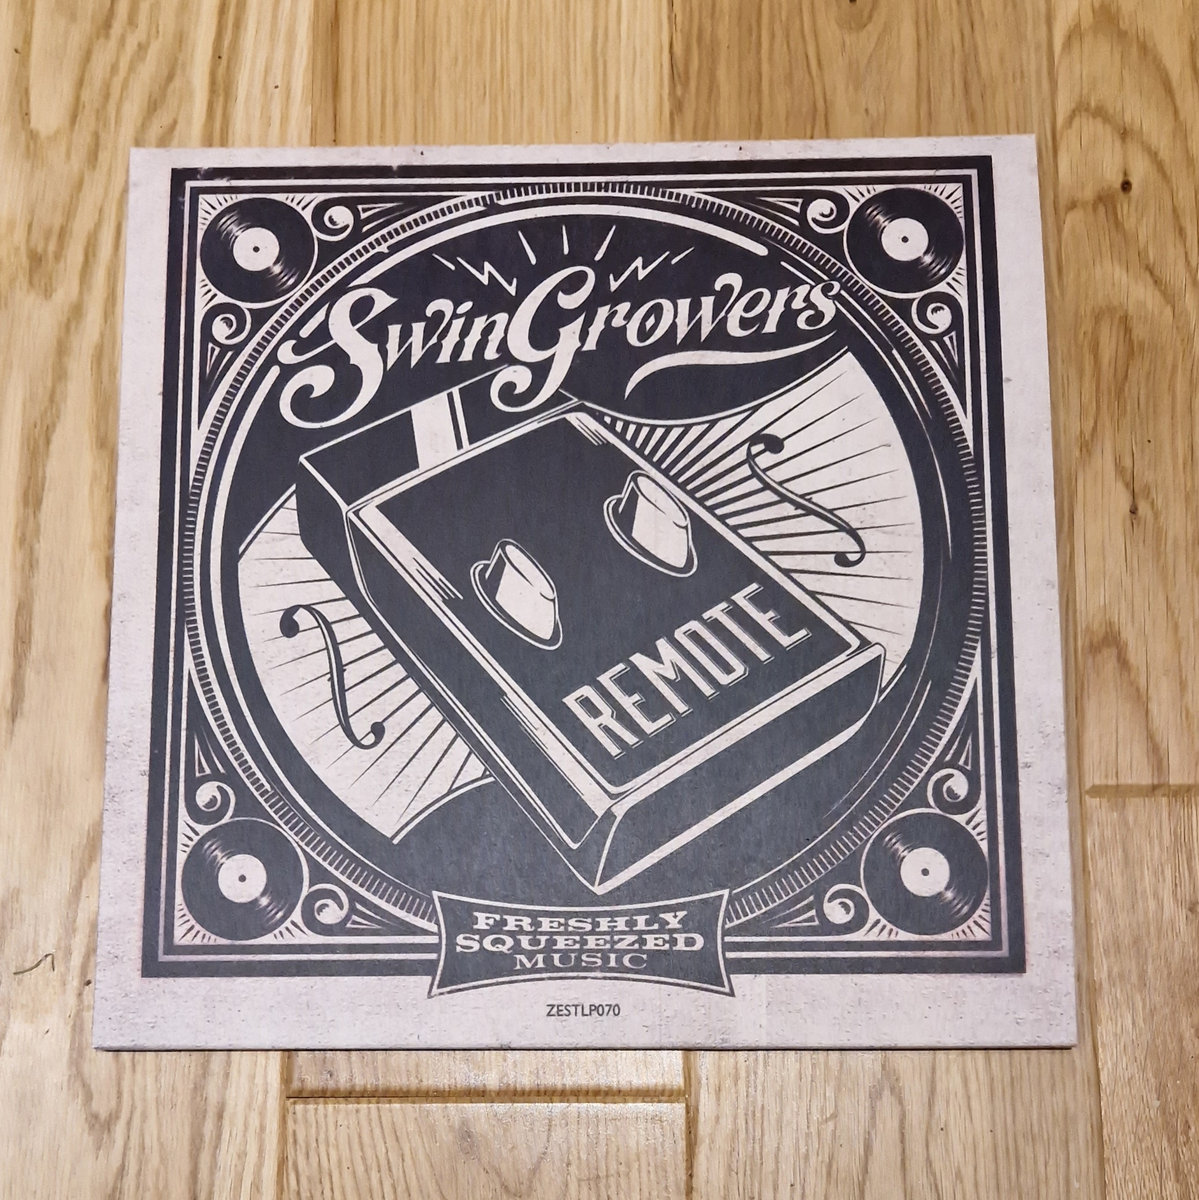 SwinGrowers
REMOTE
FRESHLY
SQUEEZED
MUSIC
ZESTLP070